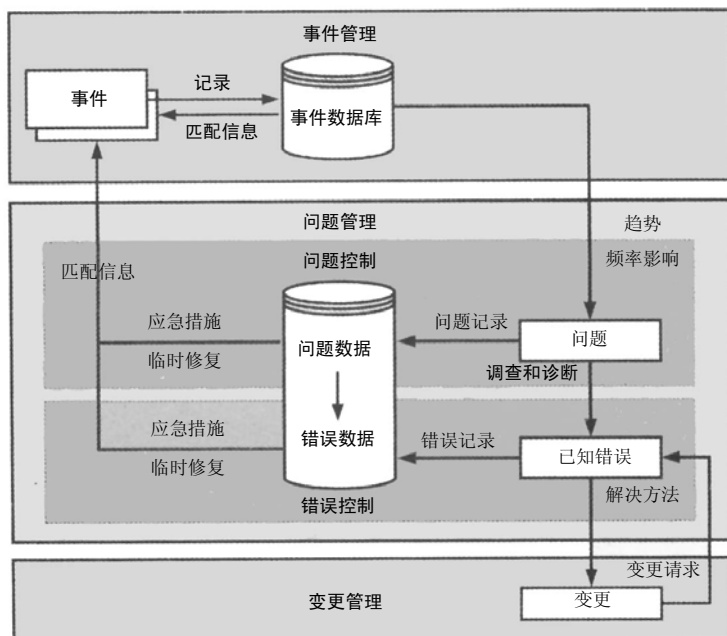 事件管理
事件
记录
匹配信息
事件数据库
问题管理
趋势
频率影响
匹配信息
问题控制
应急措施
临时修复
问题数据
问题记录
问题
调查和诊断
应急措施
临时修复
错误数据
错误记录
已知错误
错误控制
解决方法
变更管理
变更请求
变更